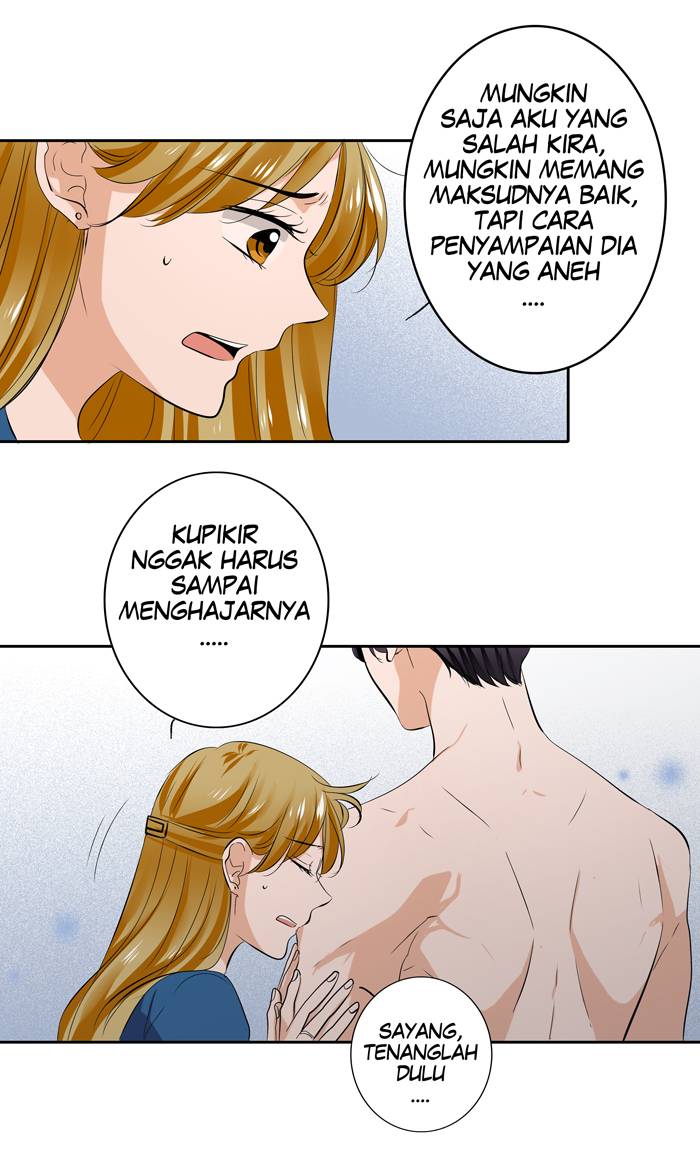 MUNGKIN
SAJA AKU YANG
SALAH KIRA,
MUNGKIN MEMANG
MAKSUDNYA BAIK,
TAPI CARA
PENYAMPAIAN DIA
YANG ANEH
....
KUPIKIR
NGGAK HARUS
SAMPAI
MENGHAJARNYA
.....
SAYANG,
TENANGLAH
DULU
....